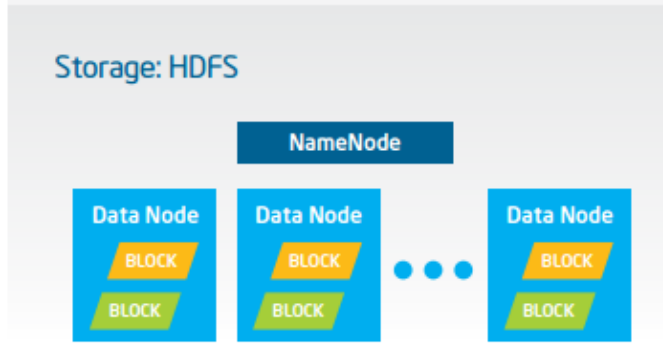 Storage: HDFS
NameNode
Data Node Data Node Data Node
BLOCK BLOCK BLOCK
BLOCK BLOCK BLOCK